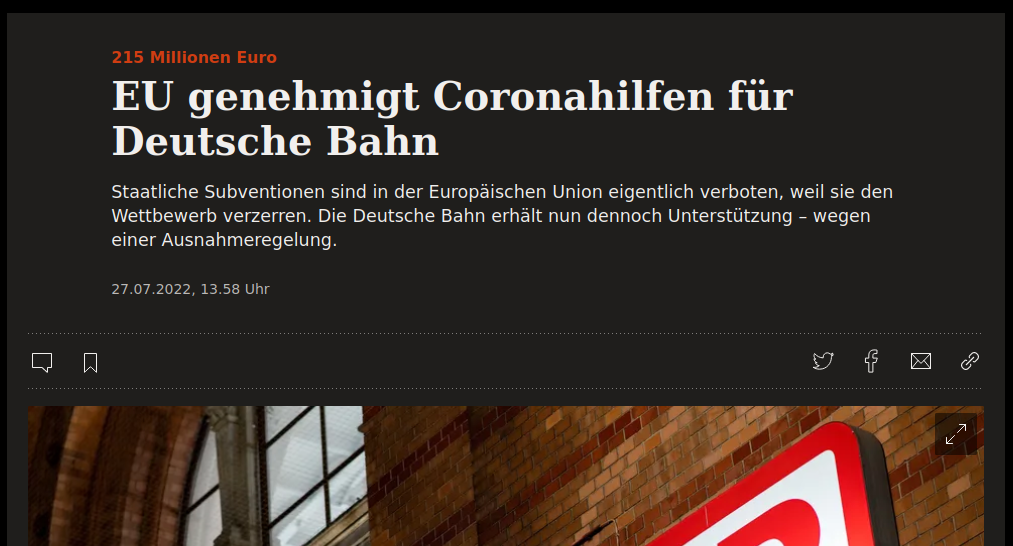 215 Millionen Euro
EU genehmigt Coronahilfen für
Deutsche Bahn
Staatliche Subventionen sind in der Europäischen Union eigentlich verboten, weil sie den
Wettbewerb verzerren. Die Deutsche Bahn erhält nun dennoch Unterstützung – wegen
einer Ausnahmeregelung.
27.07.2022, 13.58 Uhr